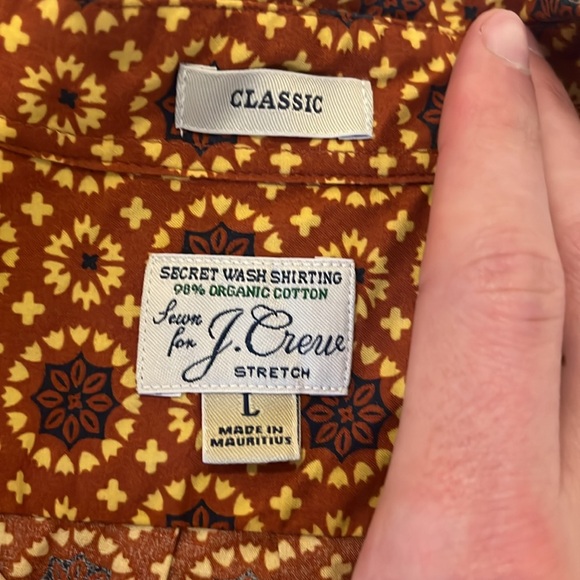 CLASSIC
SECRET WASH SHIRTING
98% ORGANIC COTTON
Sewn
for J.Crew
STRETCH
L
MADE IN
MAURITIUS